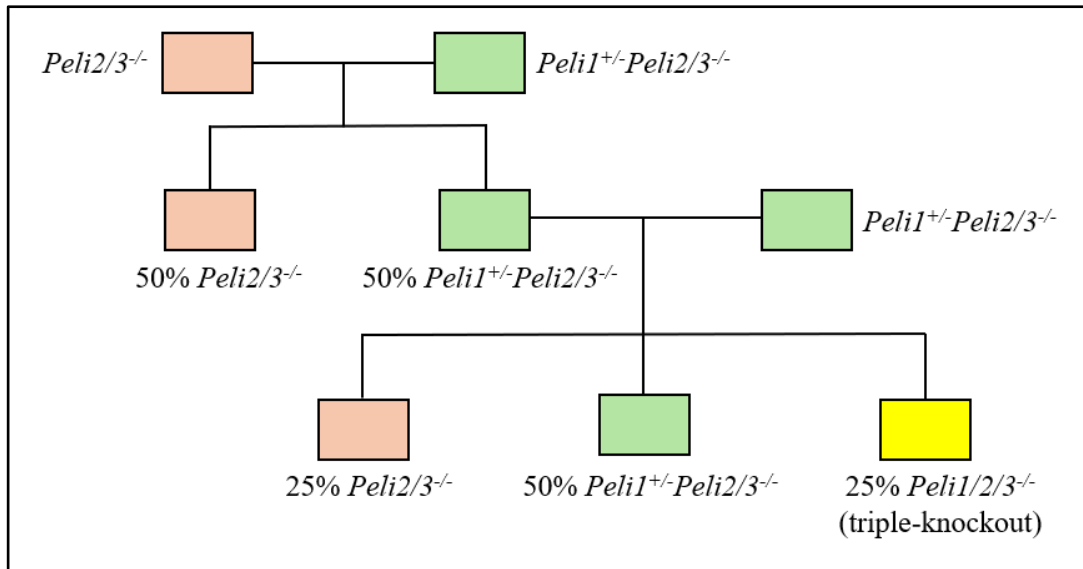 Peli2/3-/-
Peli1+/-Peli2/3-/-
Peli1+/-Peli2/3-/-
50% Peli2/3-/-
50% Peli1+/-Peli2/3-/-
25% Peli2/3-/-
50% Peli1+/-Peli2/3-/-
25% Peli1/2/3-/-
(triple-knockout)